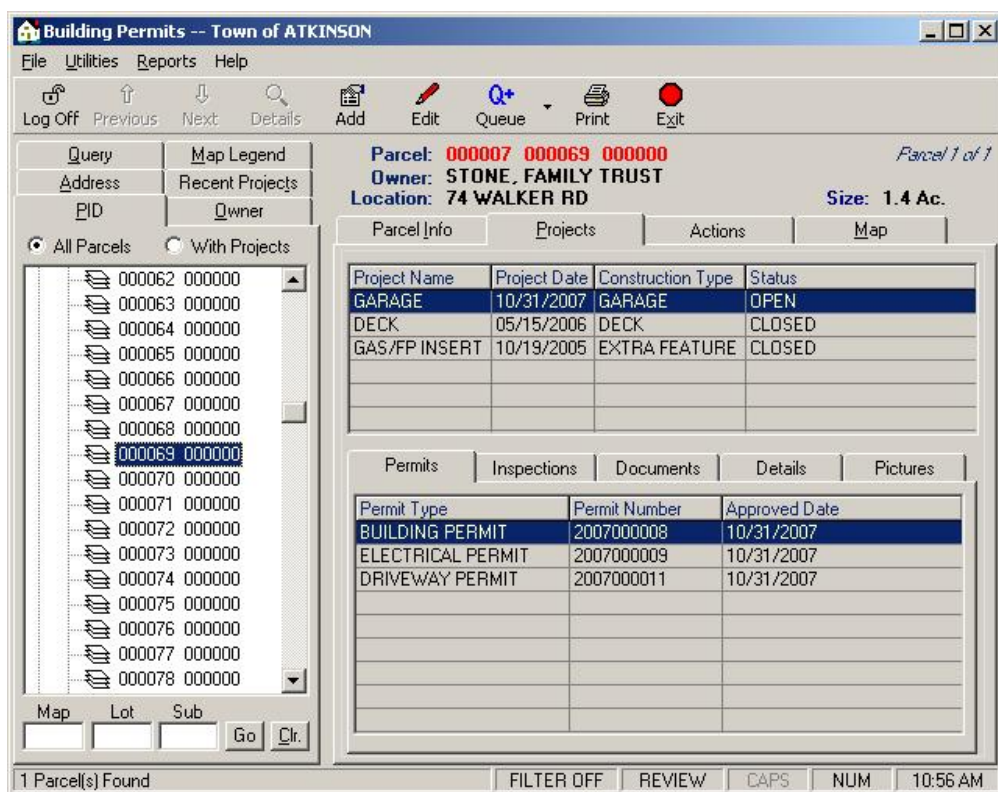 Building Permits -- Town of ATKINSON
File Utilities Reports Help
Log Off Previous Next Details Add Edit Queue Print Exit
Q+
Query Map Legend
Address Recent Projects
PID Owner
All Parcels With Projects
000062 000000
000063 000000
000064 000000
000065 000000
000066 000000
000067 000000
000068 000000
000069 000000
000070 000000
000071 000000
000072 000000
000073 000000
000074 000000
000075 000000
000076 000000
000077 000000
000078 000000
Map Lot Sub
Go Clr.
Parcel: 000007 000069 000000 Parcel 1 of 1
Owner: STONE, FAMILY TRUST
Location: 74 WALKER RD Size: 1.4 Ac.
Parcel Info Projects Actions Map
Project Name Project Date Construction Type Status
GARAGE 10/31/2007 GARAGE OPEN
DECK 05/15/2006 DECK CLOSED
GAS/FP INSERT 10/19/2005 EXTRA FEATURE CLOSED
Permits Inspections Documents Details Pictures
Permit Type Permit Number Approved Date
BUILDING PERMIT 2007000008 10/31/2007
ELECTRICAL PERMIT 2007000009 10/31/2007
DRIVEWAY PERMIT 2007000011 10/31/2007
1 Parcel(s) Found FILTER OFF REVIEW CAPS NUM 10:56 AM